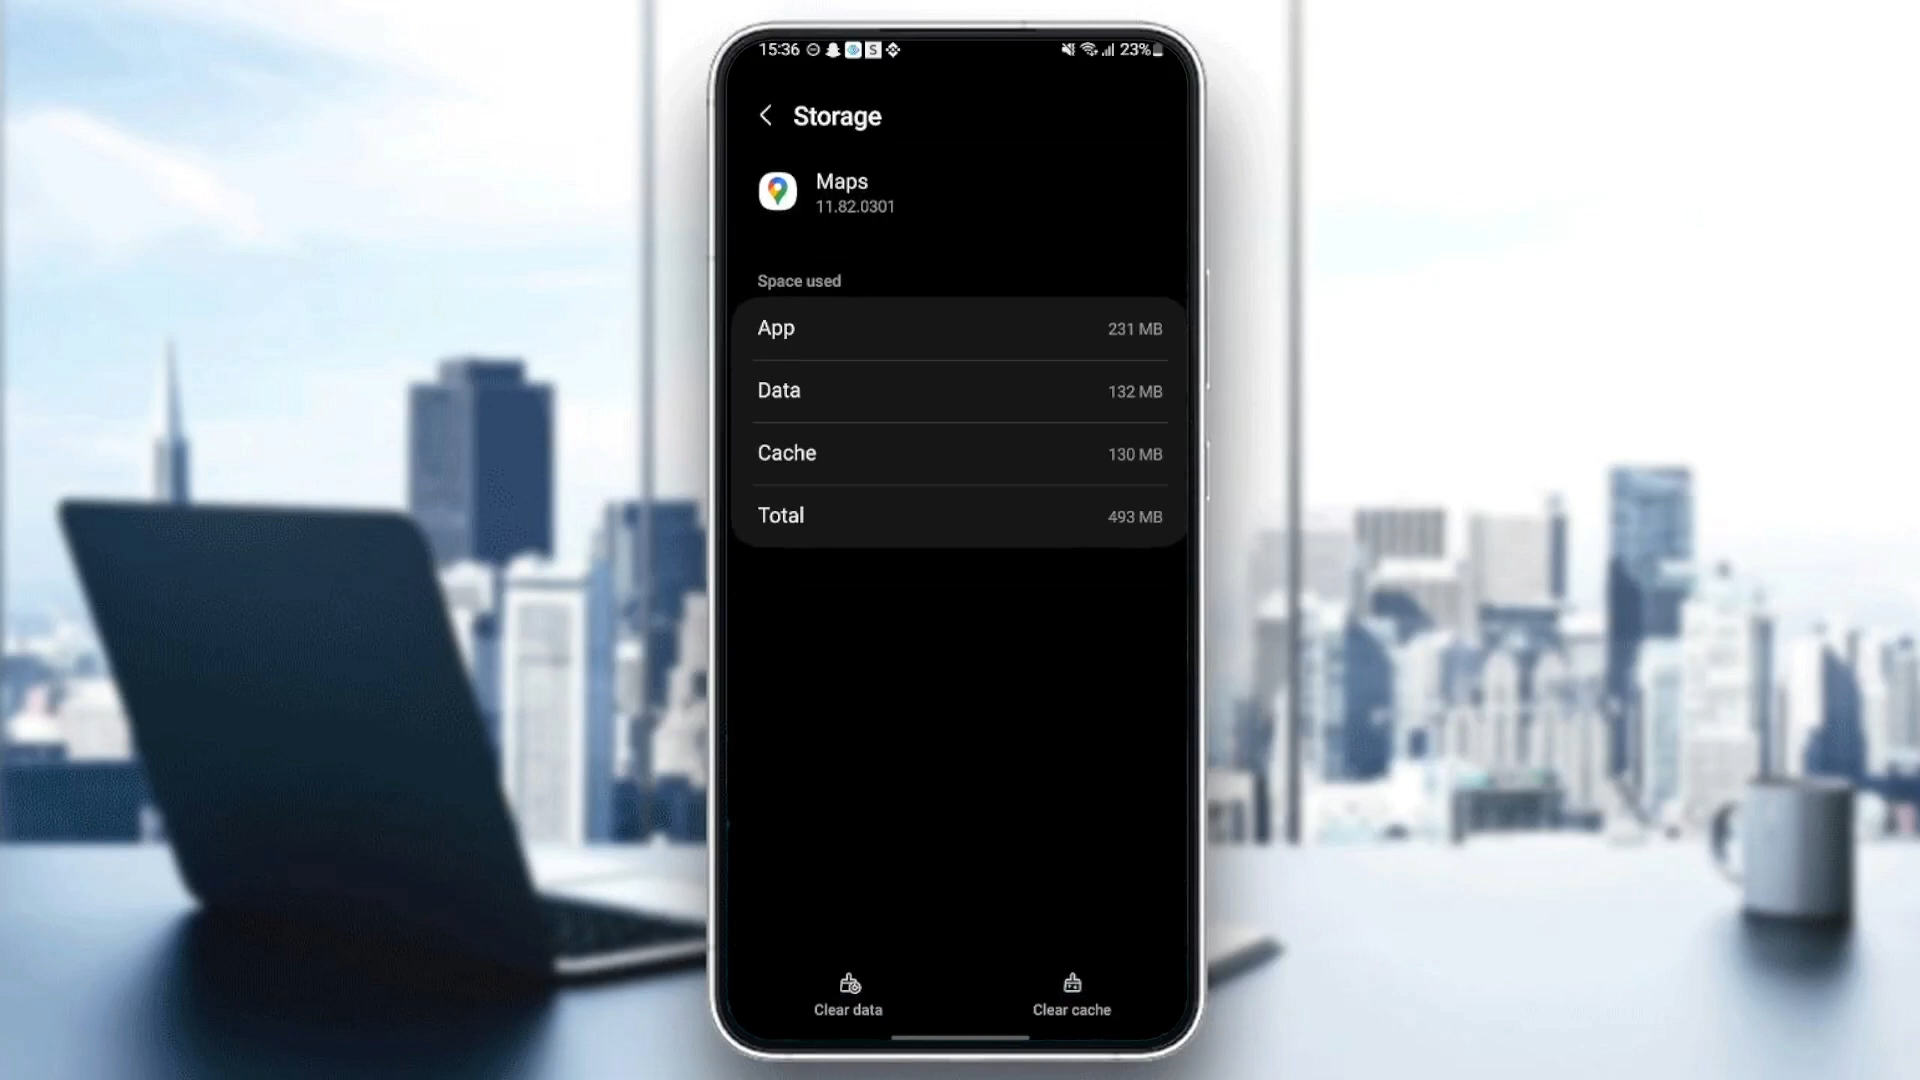 15:36 S 23%
Storage
Maps
11.82.0301
Space used
App 231 MB
Data 132 MB
Cache 130 MB
Total 493 MB
Clear data Clear cache